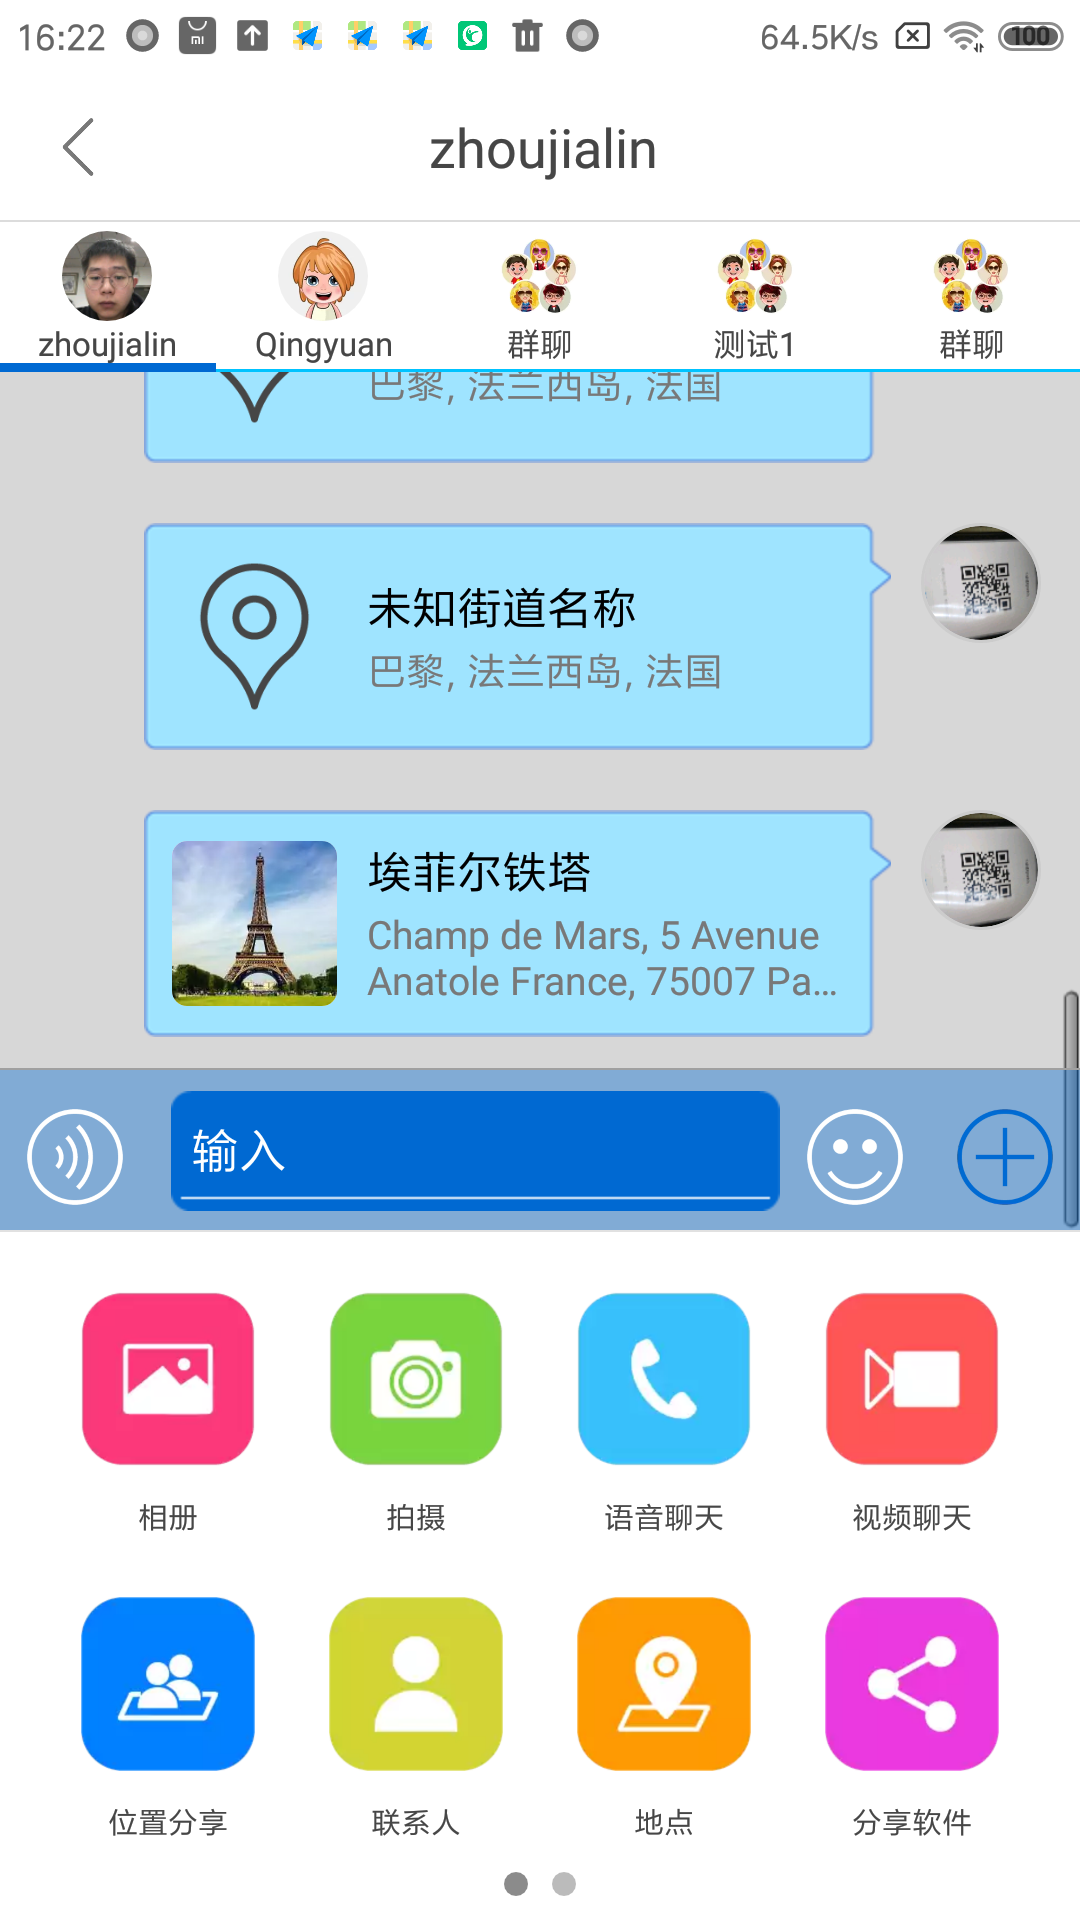 16:22
64.5K/s
100
zhoujialin
zhoujialin
Qingyuan
群聊
测试1
群聊
巴黎, 法兰西岛, 法国
未知街道名称
巴黎, 法兰西岛, 法国
埃菲尔铁塔
Champ de Mars, 5 Avenue
Anatole France, 75007 Pa...
输入
相册
拍摄
语音聊天
视频聊天
位置分享
联系人
地点
分享软件